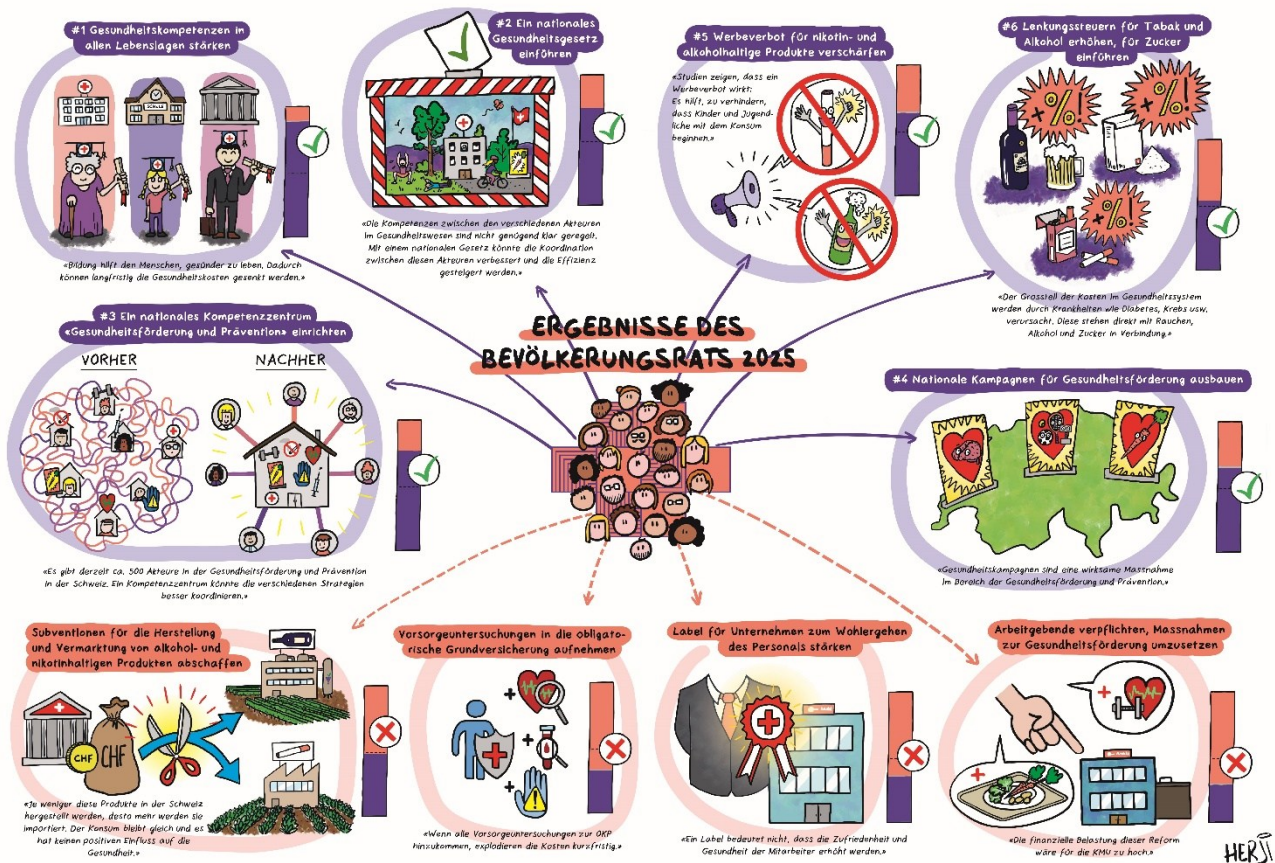 #1 Gesundheitskompetenzen in
allen Lebenslagen stärken
SCHULE
«Bildung hilft den Menschen, gesünder zu leben. Dadurch
können langfristig die Gesundheitskosten gesenkt werden.»
#2 Ein nationales
Gesundheitsgesetz
einführen
«Die Kompetenzen zwischen den verschiedenen Akteuren
im Gesundheitswesen sind nicht genügend klar geregelt.
Mit einem nationalen Gesetz könnte die Koordination
zwischen diesen Akteuren verbessert und die Effizienz
gesteigert werden.»
#5 Werbeverbot für nikotin- und
alkoholhaltige Produkte verschärfen
«Studien zeigen, dass ein
Werbeverbot wirkt:
Es hilft, zu verhindern,
dass Kinder und Jugend-
liche mit dem Konsum
beginnen.»
#6 Lenkungssteuern für Tabak und
Alkohol erhöhen, für Zucker
einführen
+%!
+%!
+%!
«Der Grossteil der Kosten im Gesundheitssystem
werden durch Krankheiten wie Diabetes, Krebs usw.
verursacht. Diese stehen direkt mit Rauchen,
Alkohol und Zucker in Verbindung.»
#3 Ein nationales Kompetenzzentrum
«Gesundheitsförderung und Prävention» einrichten
VORHER
NACHHER
«Es gibt derzeit ca. 500 Akteure in der Gesundheitsförderung und Prävention
in der Schweiz. Ein Kompetenzzentrum könnte die verschiedenen Strategien
besser koordinieren.»
ERGEBNISSE DES
BEVÖLKERUNGSRATS 2025
#4 Nationale Kampagnen für Gesundheitsförderung ausbauen
«Gesundheitskampagnen sind eine wirksame Massnahme
im Bereich der Gesundheitsförderung und Prävention.»
Subventionen für die Herstellung
und Vermarktung von alkohol- und
nikotinhaltigen Produkten abschaffen
CHF
CHF
«Je weniger diese Produkte in der Schweiz
hergestellt werden, desto mehr werden sie
importiert. Der Konsum bleibt gleich und es
hat keinen positiven Einfluss auf die
Gesundheit.»
Vorsorgeuntersuchungen in die obligato-
rische Grundversicherung aufnehmen
+
+
+
«Wenn alle Vorsorgeuntersuchungen zur OKP
hinzukommen, explodieren die Kosten kurzfristig.»
Label für Unternehmen zum Wohlergehen
des Personals stärken
«Ein Label bedeutet nicht, dass die Zufriedenheit und
Gesundheit der Mitarbeiter erhöht werden.»
Arbeitgebende verpflichten, Massnahmen
zur Gesundheitsförderung umzusetzen
+
+
«Die finanzielle Belastung dieser Reform
wäre für die KMU zu hoch.»
HERJI